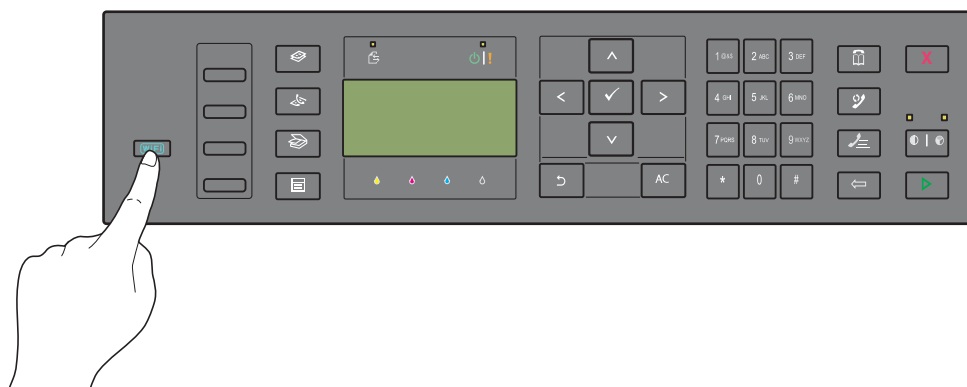 WiFi
AC
1 @:./
2 ABC
3 DEF
4 GHI
5 JKL
6 MNO
7 PQRS
8 TUV
9 WXYZ
*
0
#
X